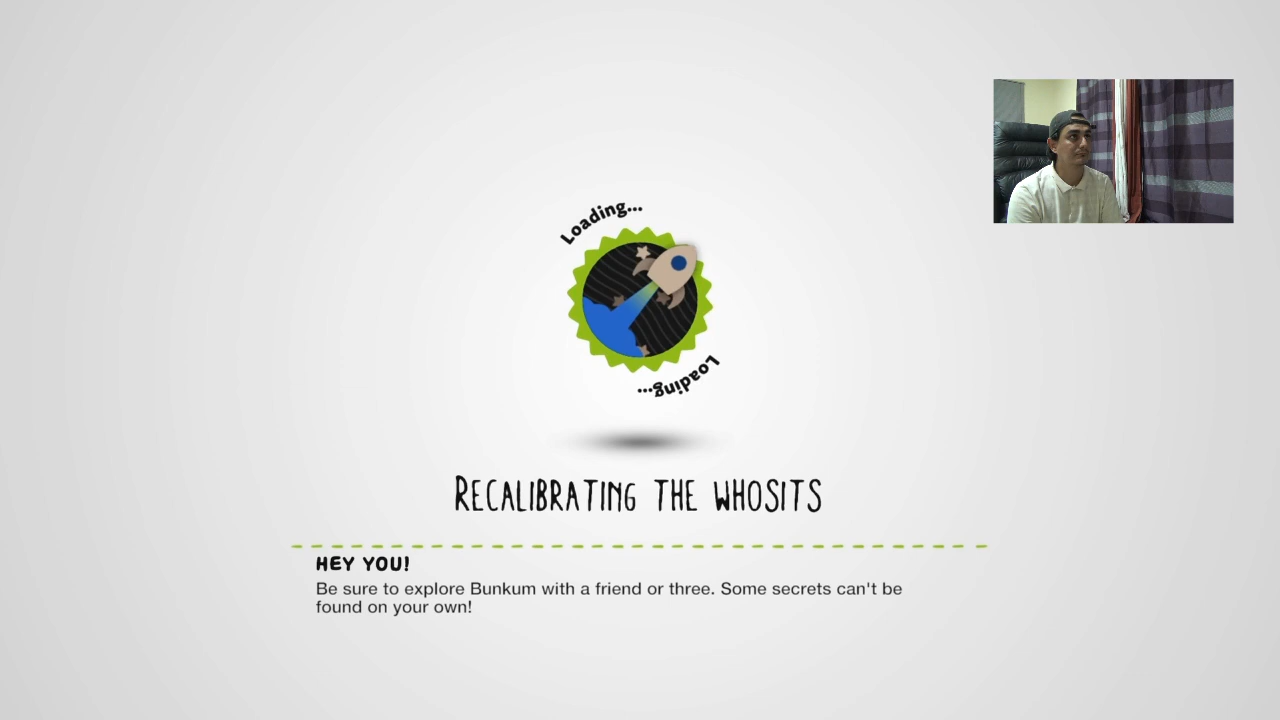 Loading...
Loading...
RECALIBRATING THE WHOSITS
HEY YOU!
Be sure to explore Bunkum with a friend or three. Some secrets can't be
found on your own!